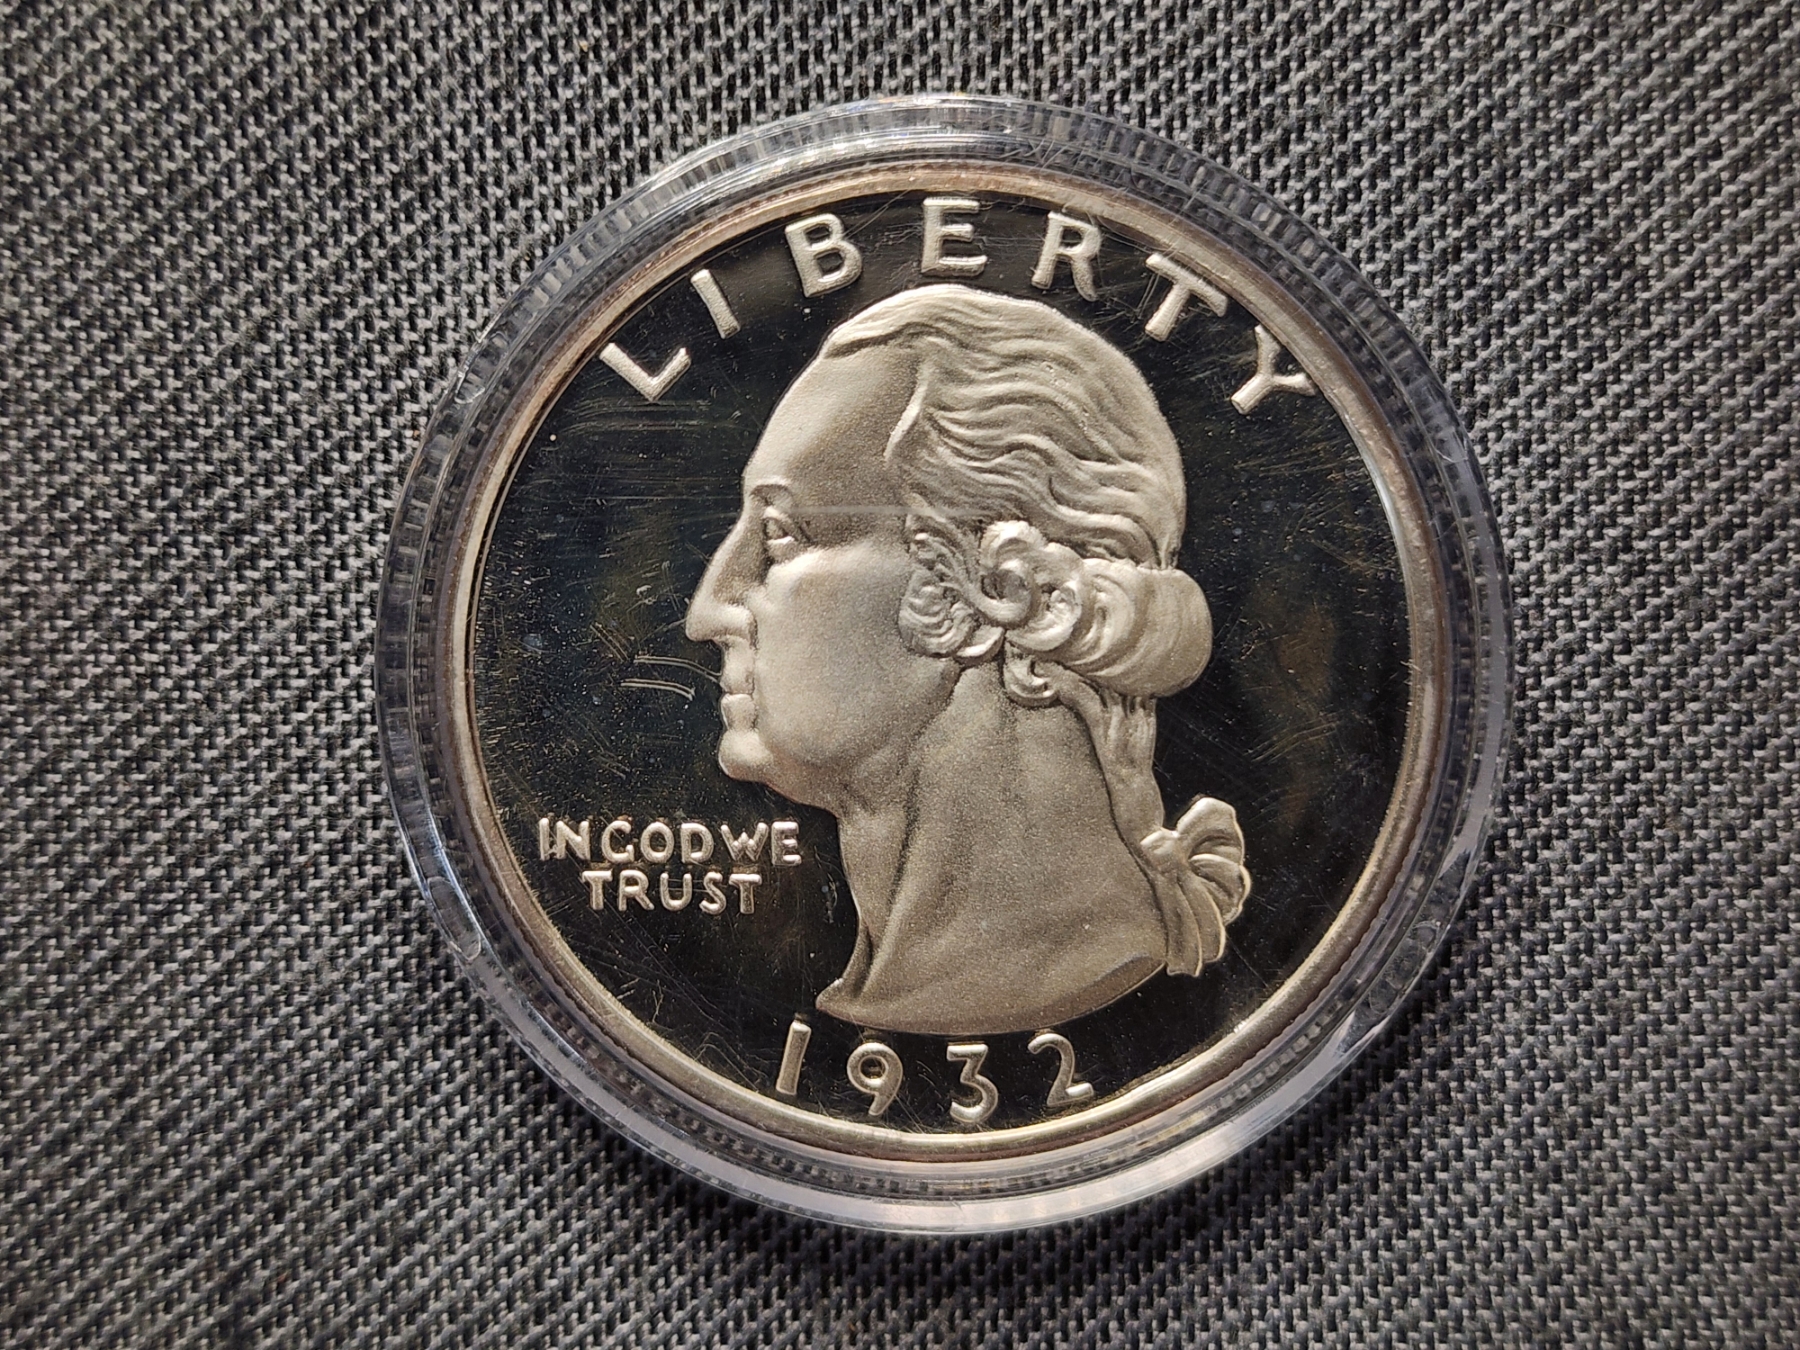 LIBERTY
IN GOD WE
TRUST
1932